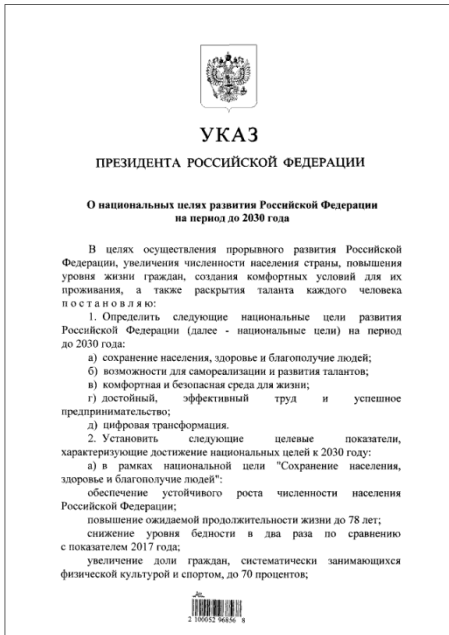 УКАЗ
ПРЕЗИДЕНТА РОССИЙСКОЙ ФЕДЕРАЦИИ
О национальных целях развития Российской Федерации
на период до 2030 года
В целях осуществления прорывного развития Российской
Федерации, увеличения численности населения страны, повышения
уровня жизни граждан, создания комфортных условий для их
проживания, а также раскрытия таланта каждого человека
постановляю:
1. Определить следующие национальные цели развития
Российской Федерации (далее - национальные цели) на период
до 2030 года:
а) сохранение населения, здоровье и благополучие людей;
б) возможности для самореализации и развития талантов;
в) комфортная и безопасная среда для жизни;
г) достойный, эффективный труд и успешное
предпринимательство;
д) цифровая трансформация.
2. Установить следующие целевые показатели,
характеризующие достижение национальных целей к 2030 году:
а) в рамках национальной цели "Сохранение населения,
здоровье и благополучие людей":
обеспечение устойчивого роста численности населения
Российской Федерации;
повышение ожидаемой продолжительности жизни до 78 лет;
снижение уровня бедности в два раза по сравнению
с показателем 2017 года;
увеличение доли граждан, систематически занимающихся
физической культурой и спортом, до 70 процентов;
2 100052 96856 8